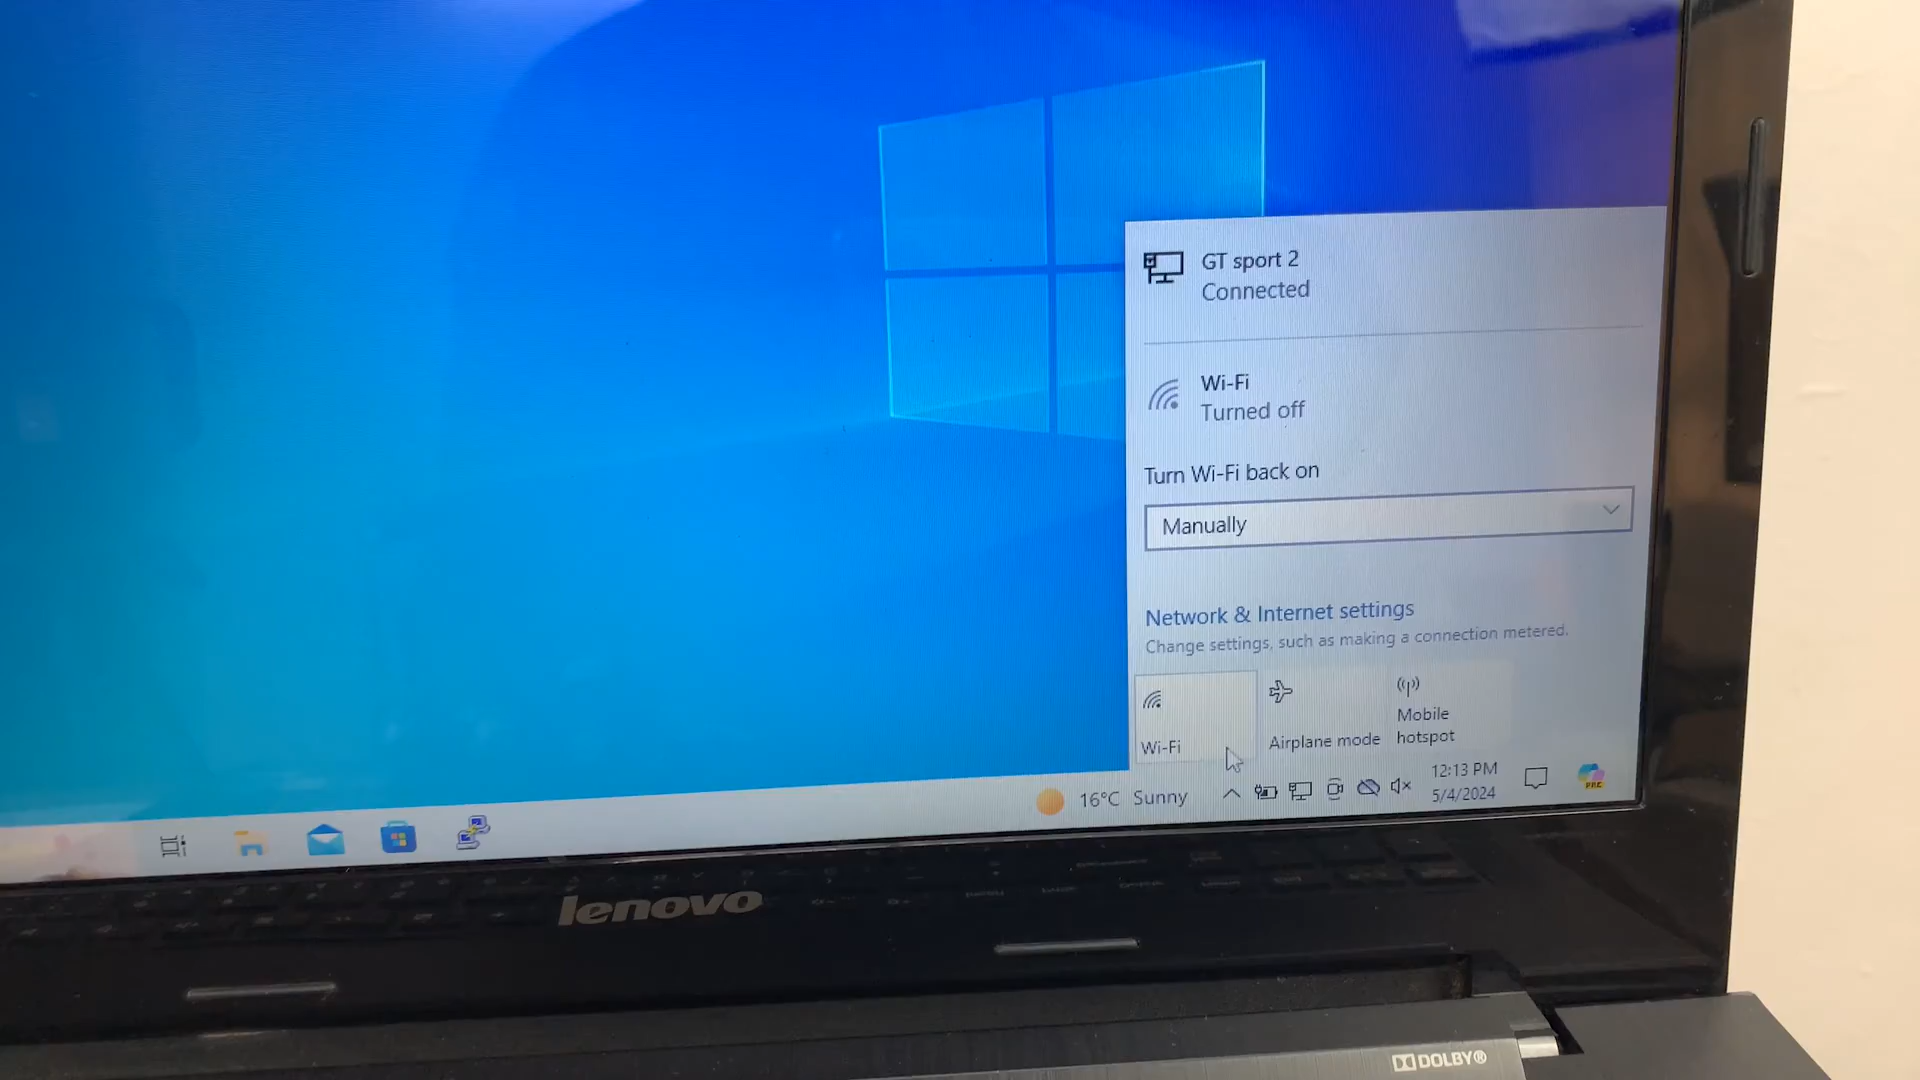 GT sport 2
Connected
Wi-Fi
Turned off
Turn Wi-Fi back on
Manually
Network & Internet settings
Change settings, such as making a connection metered.
Wi-Fi
Airplane mode
Mobile
hotspot
16°C Sunny
12:13 PM
5/4/2024
PRE
lenovo
DOLBY®